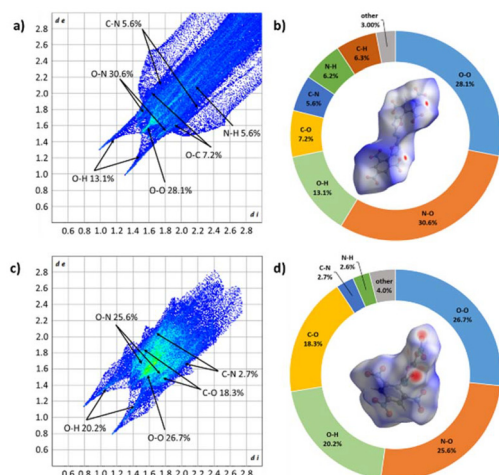 a)
d e
2.8
2.6
2.4
2.2
2.0
1.8
1.6
1.4
1.2
1.0
0.8
0.6
C-N 5.6%
O-N 30.6%
N-H 5.6%
O-C 7.2%
O-H 13.1%
O-O 28.1%
0.6 0.8 1.0 1.2 1.4 1.6 1.8 2.0 2.2 2.4 2.6 2.8
d i
b)
other
3.00%
C-H
6.3%
N-H
6.2%
C-N
5.6%
C-O
7.2%
O-H
13.1%
O-O
28.1%
N-O
30.6%
c)
d e
2.8
2.6
2.4
2.2
2.0
1.8
1.6
1.4
1.2
1.0
0.8
0.6
O-N 25.6%
C-N 2.7%
C-O 18.3%
O-H 20.2%
O-O 26.7%
0.6 0.8 1.0 1.2 1.4 1.6 1.8 2.0 2.2 2.4 2.6 2.8
d i
d)
N-H
2.6%
C-N
2.7%
other
4.0%
C-O
18.3%
O-O
26.7%
O-H
20.2%
N-O
25.6%